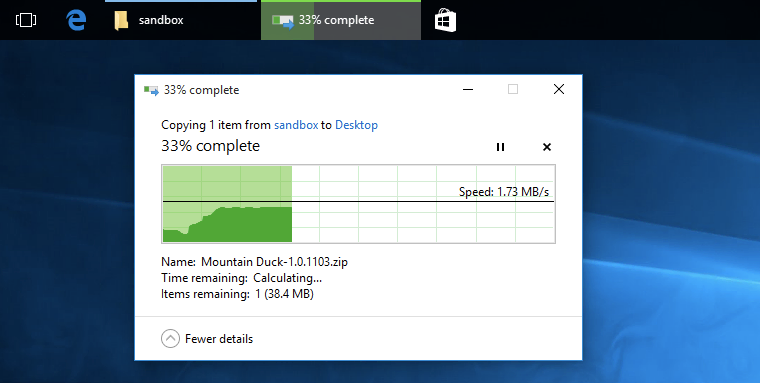 sandbox
33% complete
33% complete
Copying 1 item from sandbox to Desktop
33% complete
Speed: 1.73 MB/s
Name: Mountain Duck-1.0.1103.zip
Time remaining: Calculating...
Items remaining: 1 (38.4 MB)
Fewer details